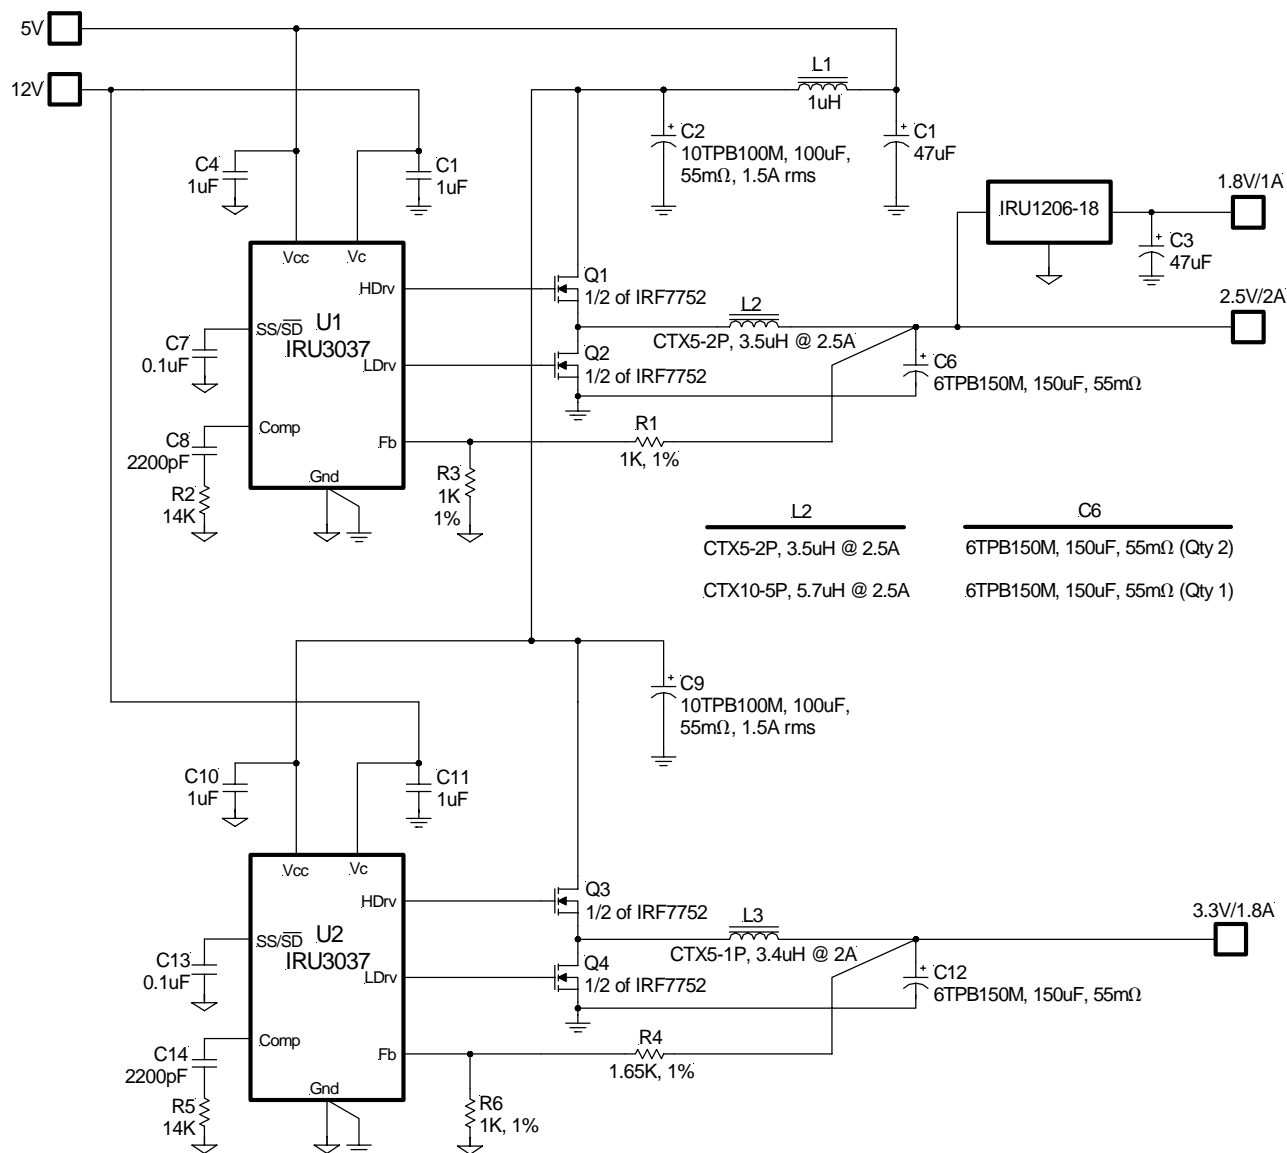 5V
12V
L1
1uH
C4
1uF
C1
1uF
C2
10TPB100M, 100uF,
55mΩ, 1.5A rms
C1
47uF
IRU1206-18
1.8V/1A
C3
47uF
Vcc
Vc
HDrv
Q1
1/2 of IRF7752
L2
CTX5-2P, 3.5uH @ 2.5A
2.5V/2A
SS/SD
U1
IRU3037
C7
0.1uF
LDrv
Q2
1/2 of IRF7752
C6
6TPB150M, 150uF, 55mΩ
Comp
Fb
C8
2200pF
R1
1K, 1%
Gnd
R2
14K
R3
1K
1%
L2
C6
CTX5-2P, 3.5uH @ 2.5A
6TPB150M, 150uF, 55mΩ (Qty 2)
CTX10-5P, 5.7uH @ 2.5A
6TPB150M, 150uF, 55mΩ (Qty 1)
C9
10TPB100M, 100uF,
55mΩ, 1.5A rms
C10
1uF
C11
1uF
Vcc
Vc
HDrv
Q3
1/2 of IRF7752
L3
CTX5-1P, 3.4uH @ 2A
3.3V/1.8A
SS/SD
U2
IRU3037
C13
0.1uF
LDrv
Q4
1/2 of IRF7752
C12
6TPB150M, 150uF, 55mΩ
Comp
Fb
C14
2200pF
R4
1.65K, 1%
Gnd
R5
14K
R6
1K, 1%